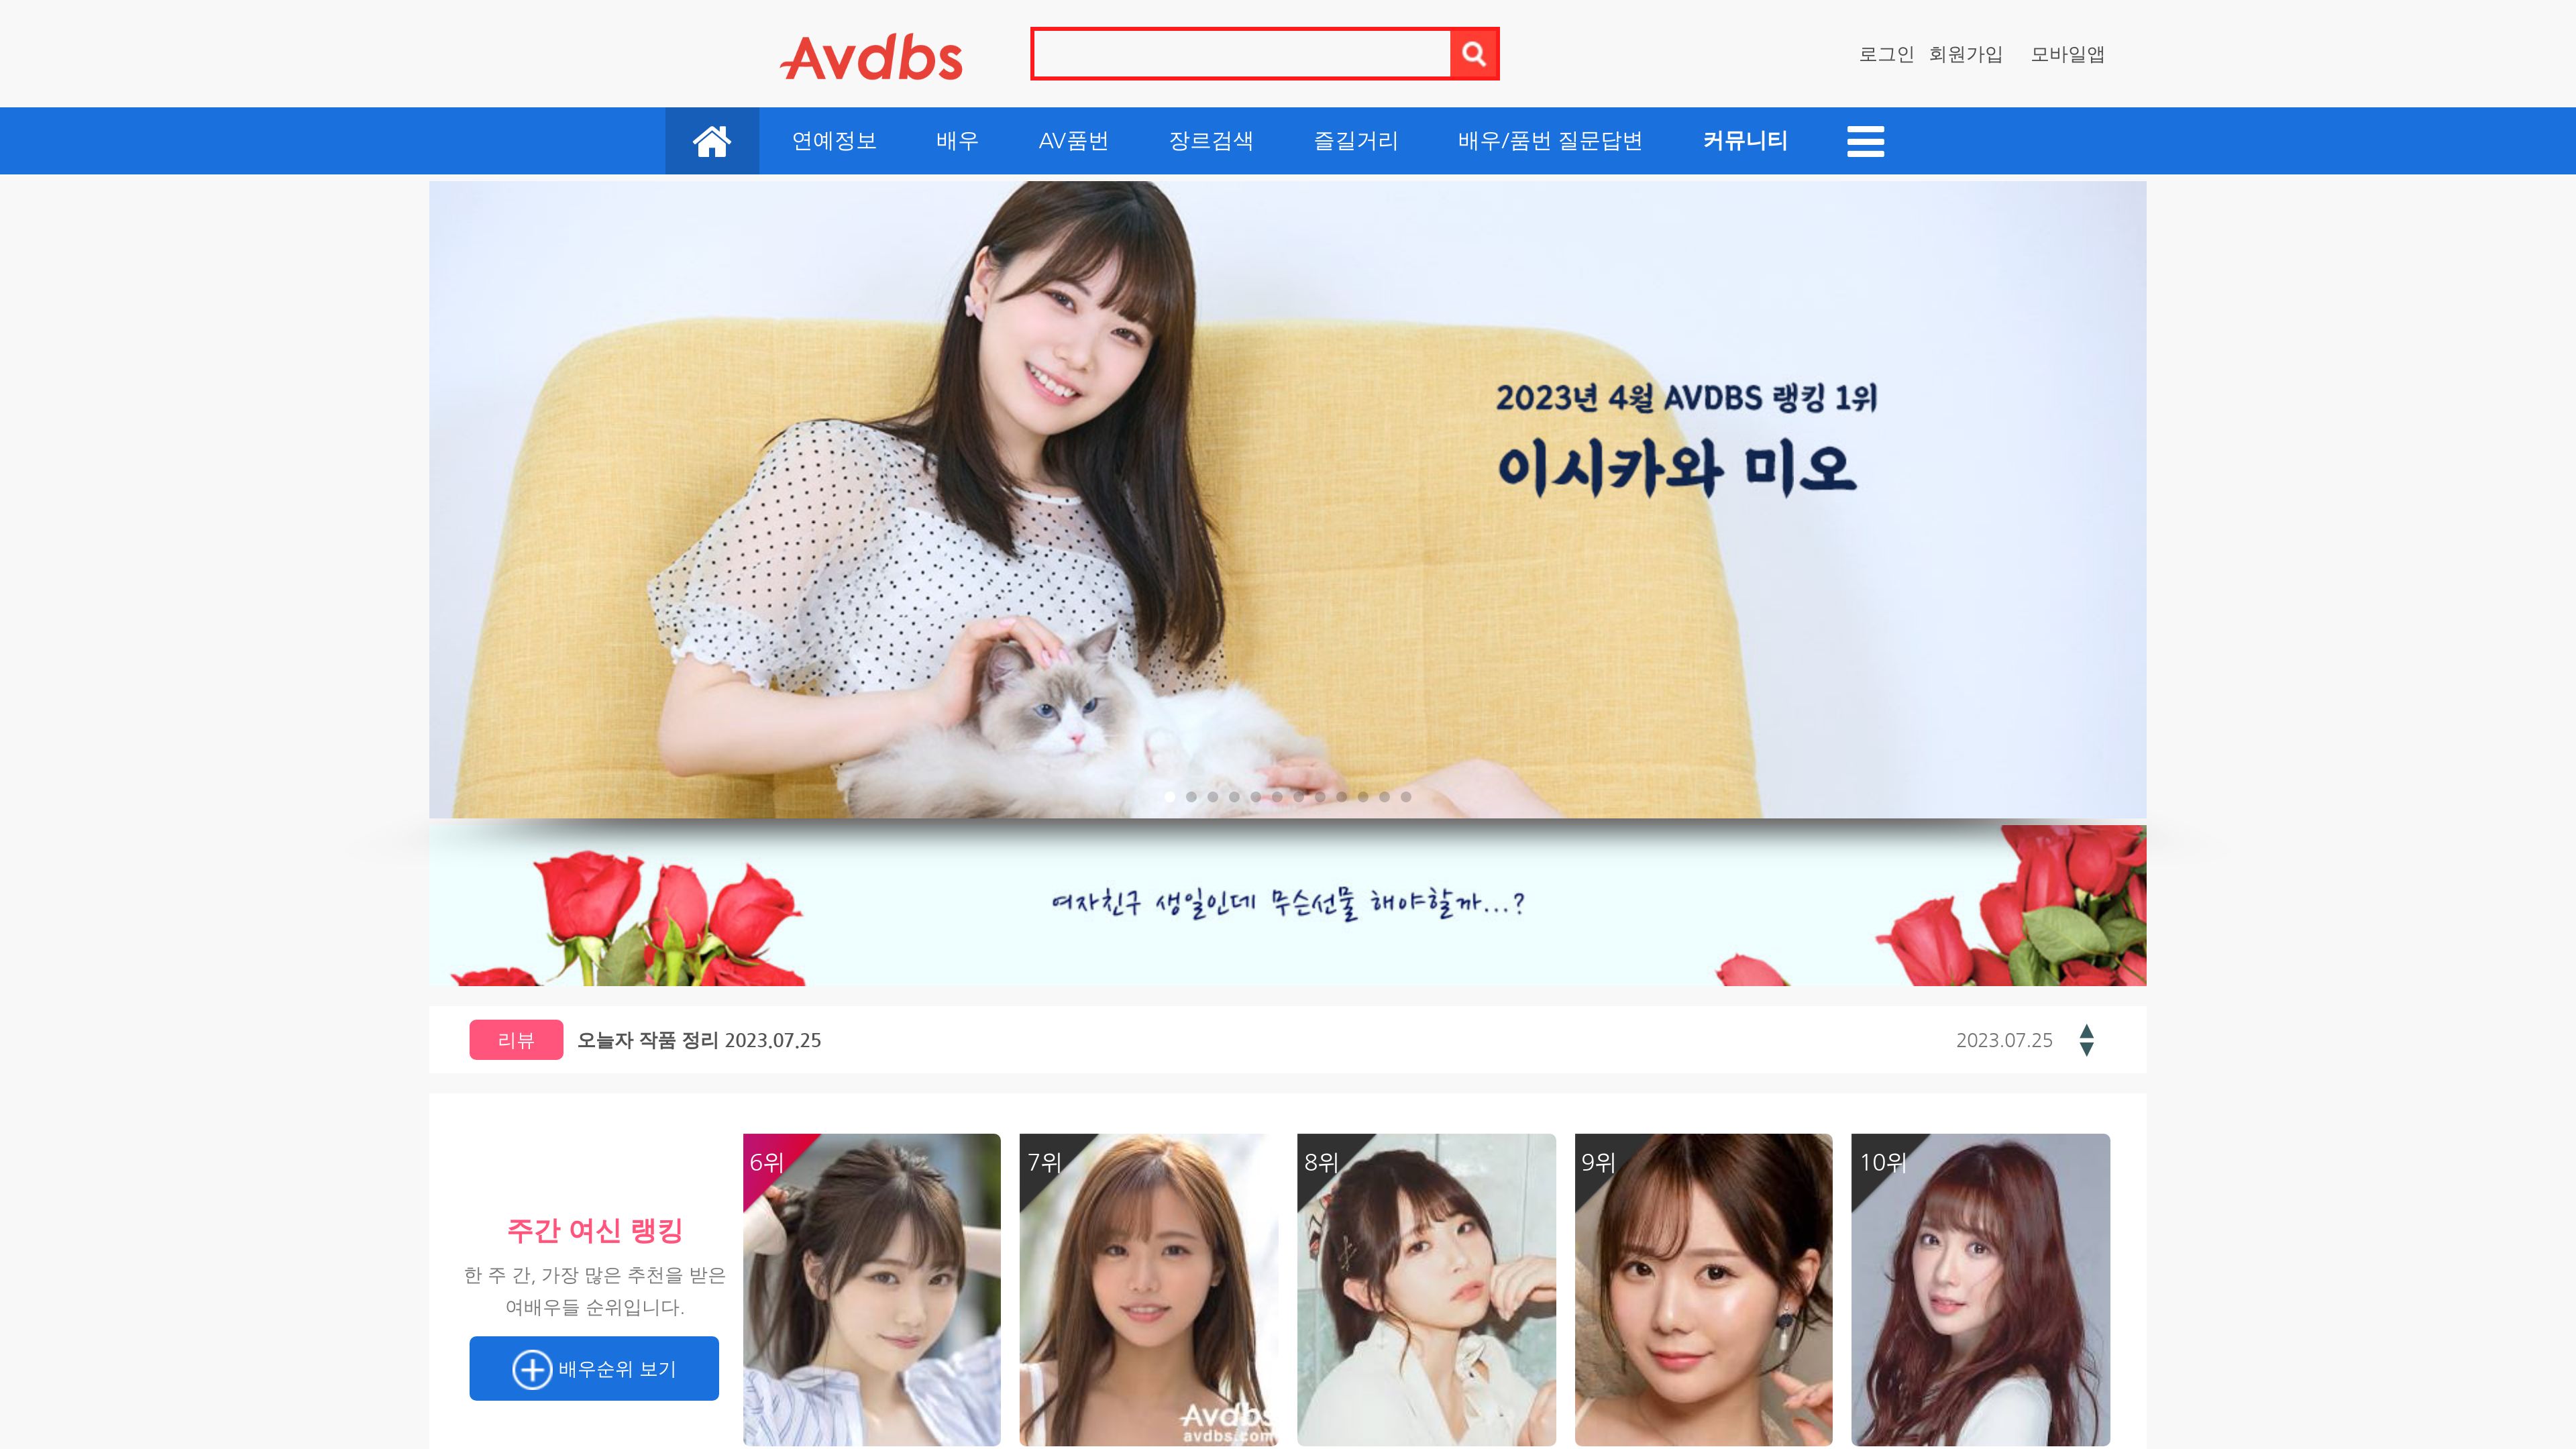 Avdbs
로그인 회원가입 모바일앱
연예정보 배우 AV품번 장르검색 즐길거리 배우/품번 질문답변 커뮤니티
2023년 4월 AVDBS 랭킹 1위
이시카와 미오
여자친구 생일인데 무슨선물 해야할까...?
리뷰 오늘자 작품 정리 2023.07.25 2023.07.25
6위 7위 8위 9위 10위
주간 여신 랭킹
한 주 간, 가장 많은 추천을 받은
여배우들 순위입니다.
배우순위 보기
Avdbs
avdbs.com